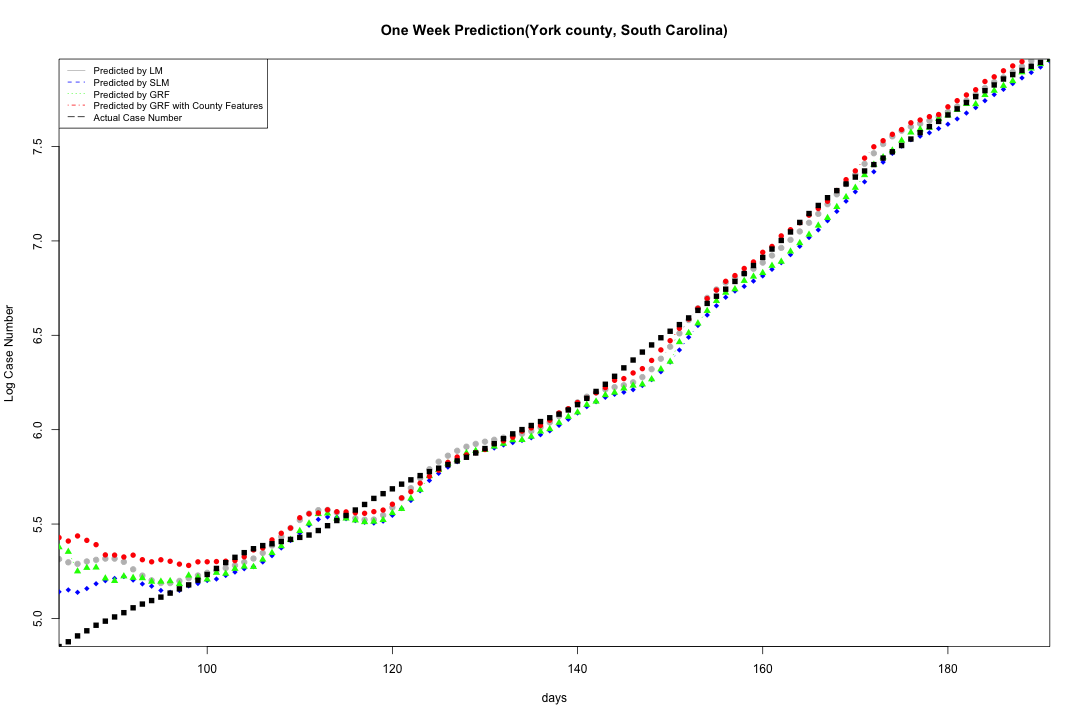 One Week Prediction(York county, South Carolina)
Predicted by LM
Predicted by SLM
Predicted by GRF
Predicted by GRF with County Features
Actual Case Number
7.5
7.0
6.5
6.0
5.5
5.0
Log Case Number
100 120 140 160 180
days